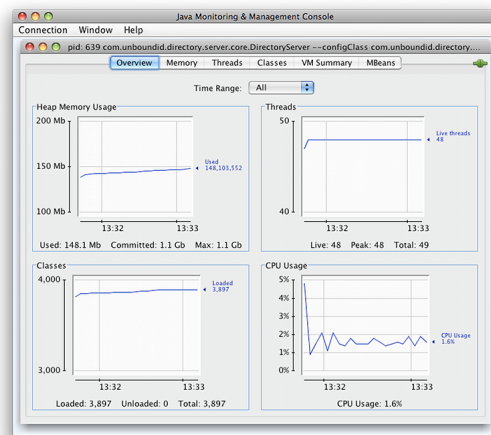 Java Monitoring & Management Console
Connection Window Help
pid: 639 com.unboundid.directory.server.core.DirectoryServer --configClass com.unboundid.directory....
Overview Memory Threads Classes VM Summary MBeans
Time Range: All
Heap Memory Usage
200 Mb
150 Mb
100 Mb
Used
148,103,552
13:32 13:33
Used: 148.1 Mb Committed: 1.1 Gb Max: 1.1 Gb
Threads
50
40
Live threads
48
13:32 13:33
Live: 48 Peak: 48 Total: 49
Classes
4,000
3,000
Loaded
3,897
13:32 13:33
Loaded: 3,897 Unloaded: 0 Total: 3,897
CPU Usage
5%
4%
3%
2%
1%
0%
CPU Usage
1.6%
13:32 13:33
CPU Usage: 1.6%